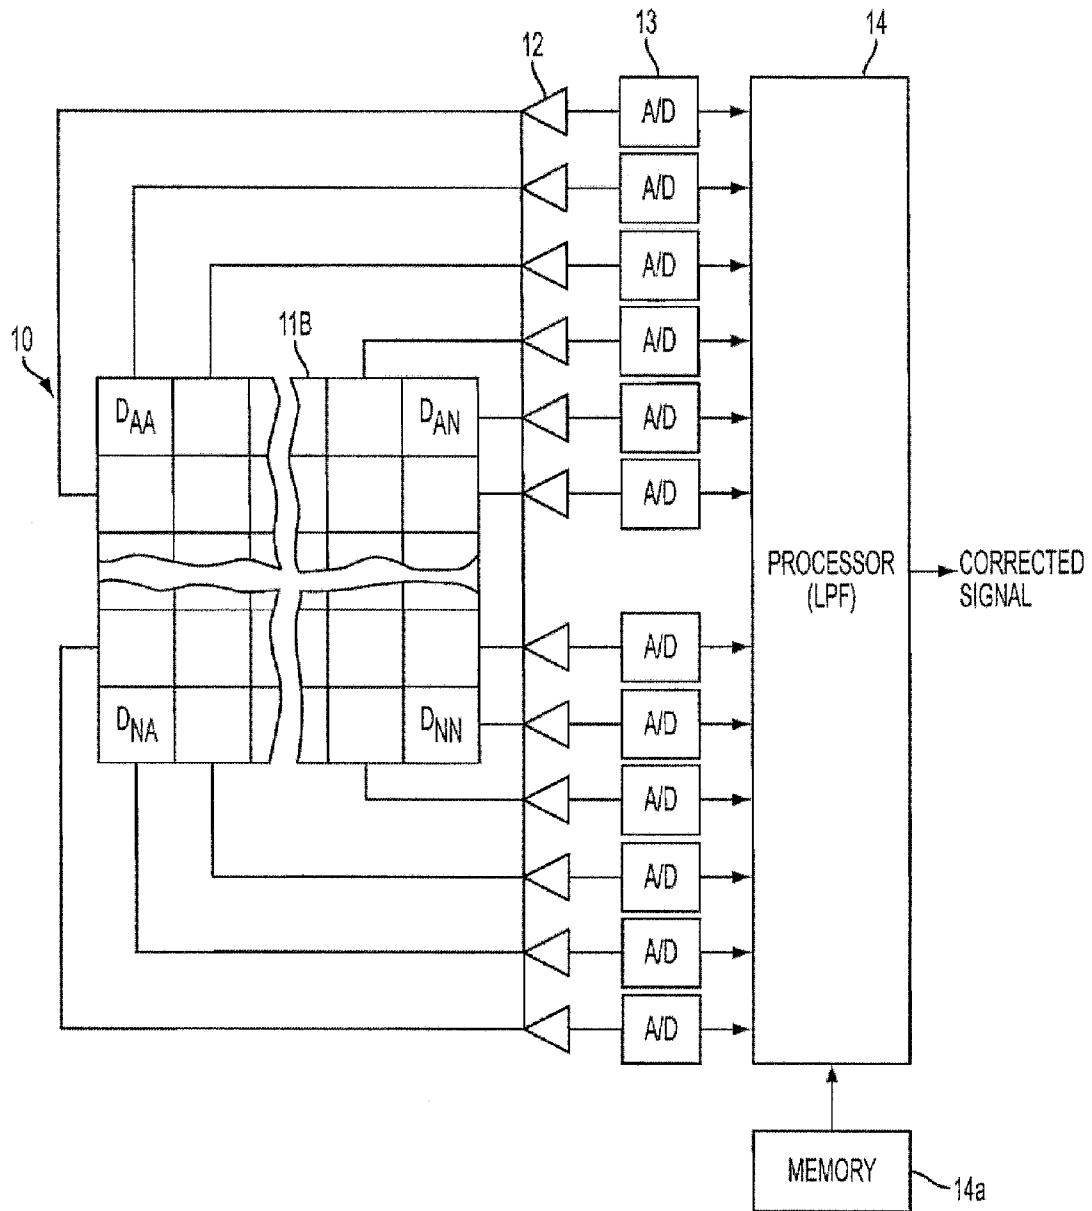 12
13
14
A/D
A/D
A/D
A/D
A/D
A/D
10
11B
D_AA
D_AN
PROCESSOR
(LPF)
CORRECTED
SIGNAL
A/D
D_NA
D_NN
A/D
A/D
A/D
A/D
A/D
MEMORY
14a